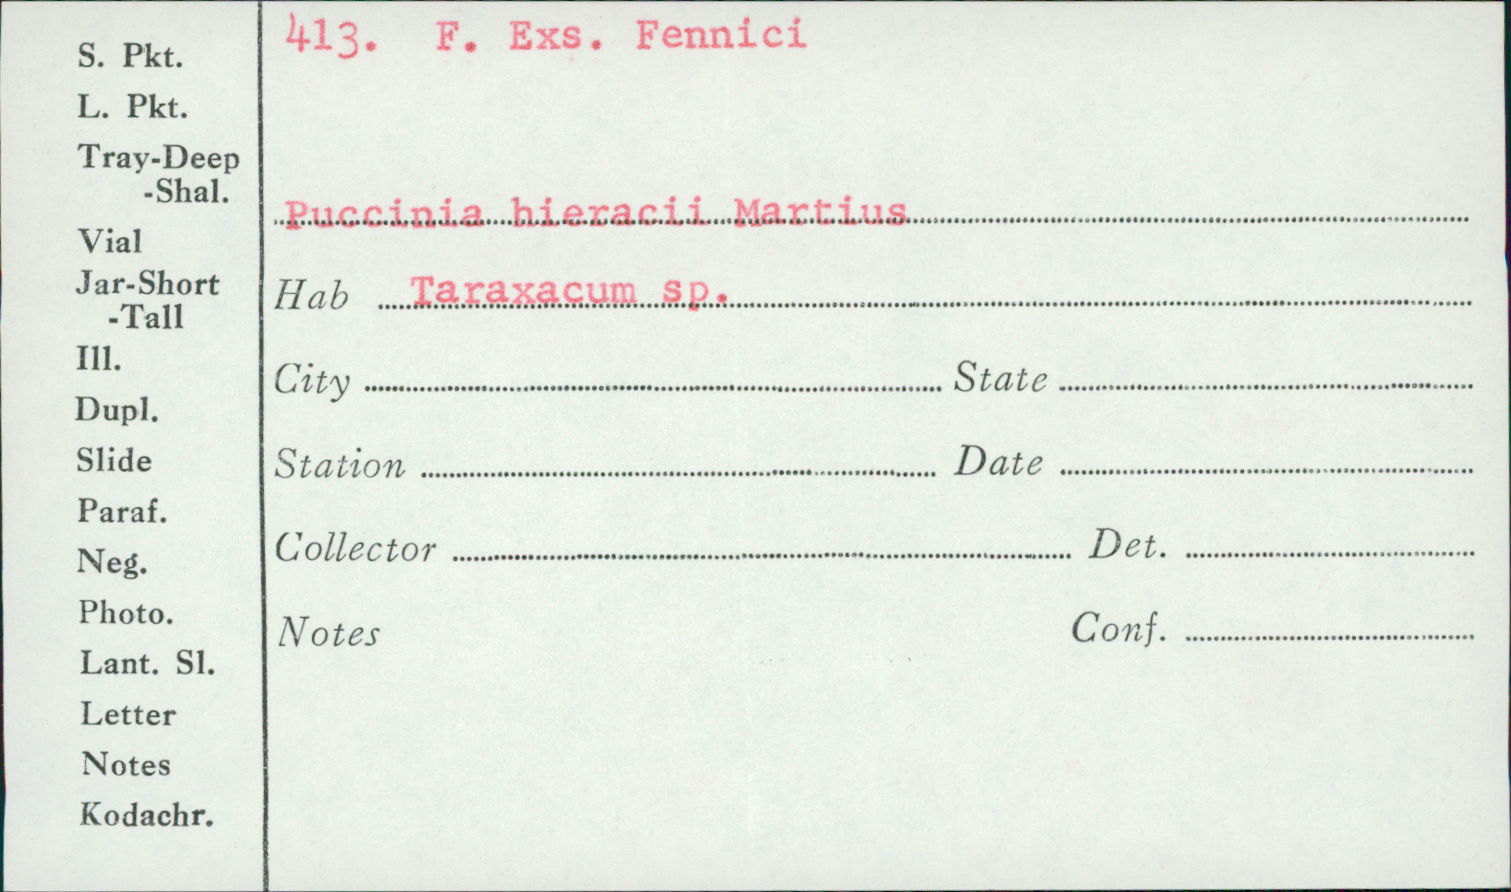 413. F. Exs. Fennici
S. Pkt.
L. Pkt.
Tray-Deep
-Shal.
Puccinia hieracii Martius
Vial
Jar-Short
-Tall
Hab Taraxacum sp.
Ill.
City State
Dupl.
Slide
Station Date
Paraf.
Neg.
Collector Det.
Photo.
Notes Conf.
Lant. Sl.
Letter
Notes
Kodachr.